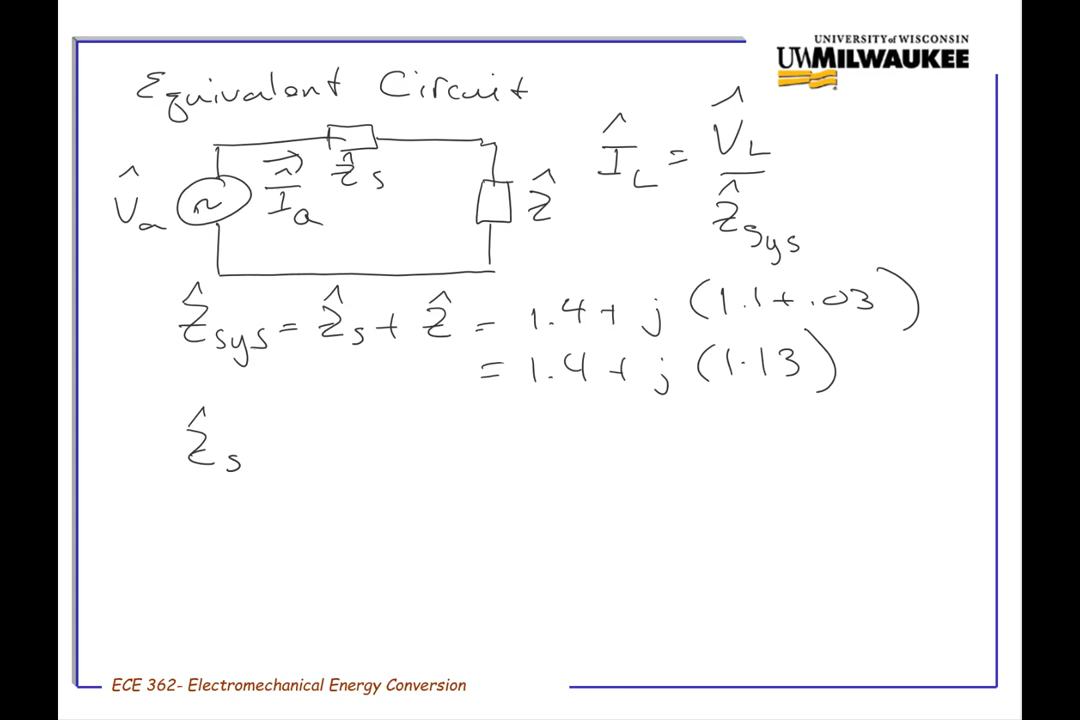 UNIVERSITY of WISCONSIN
UWMILWAUKEE
Equivalent Circuit
V̂a
Îa
Ẑs
Ẑ
ÎL = V̂L / Ẑsys
Ẑsys = Ẑs + Ẑ = 1.4 + j (1.1 + .03)
= 1.4 + j (1.13)
Ẑs
ECE 362- Electromechanical Energy Conversion